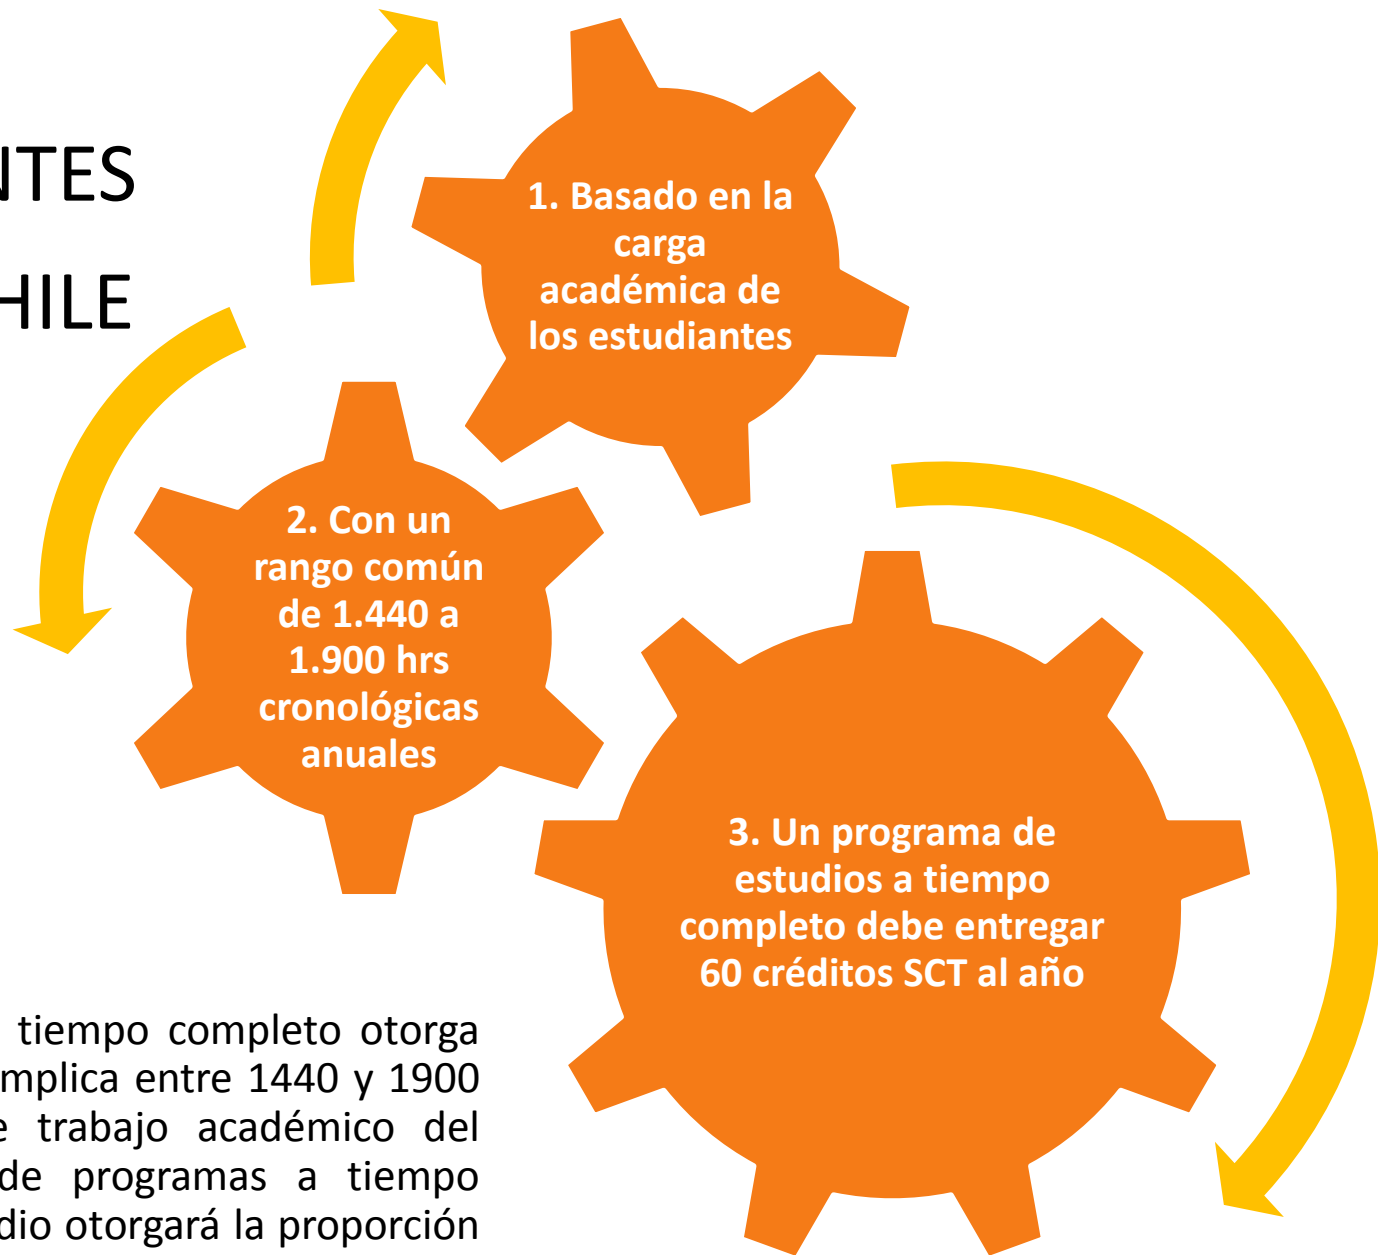 NTES
HILE
1. Basado en la
carga
académica de
los estudiantes
2. Con un
rango común
de 1.440 a
1.900 hrs
cronológicas
anuales
3. Un programa de
estudios a tiempo
completo debe entregar
60 créditos SCT al año
tiempo completo otorga
mplica entre 1440 y 1900
e trabajo académico del
de programas a tiempo
dio otorgará la proporción